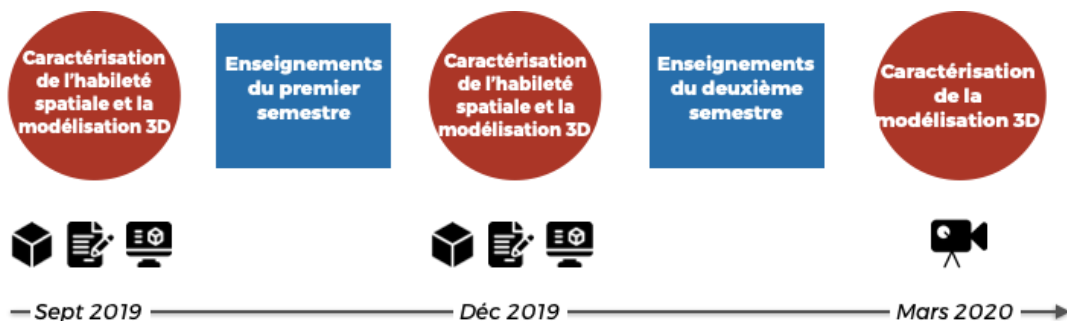 Caractérisation
de l'habileté
spatiale et la
modélisation 3D
Enseignements
du premier
semestre
Caractérisation
de l'habileté
spatiale et la
modélisation 3D
Enseignements
du deuxième
semestre
Caractérisation
de la
modélisation 3D
Sept 2019
Déc 2019
Mars 2020